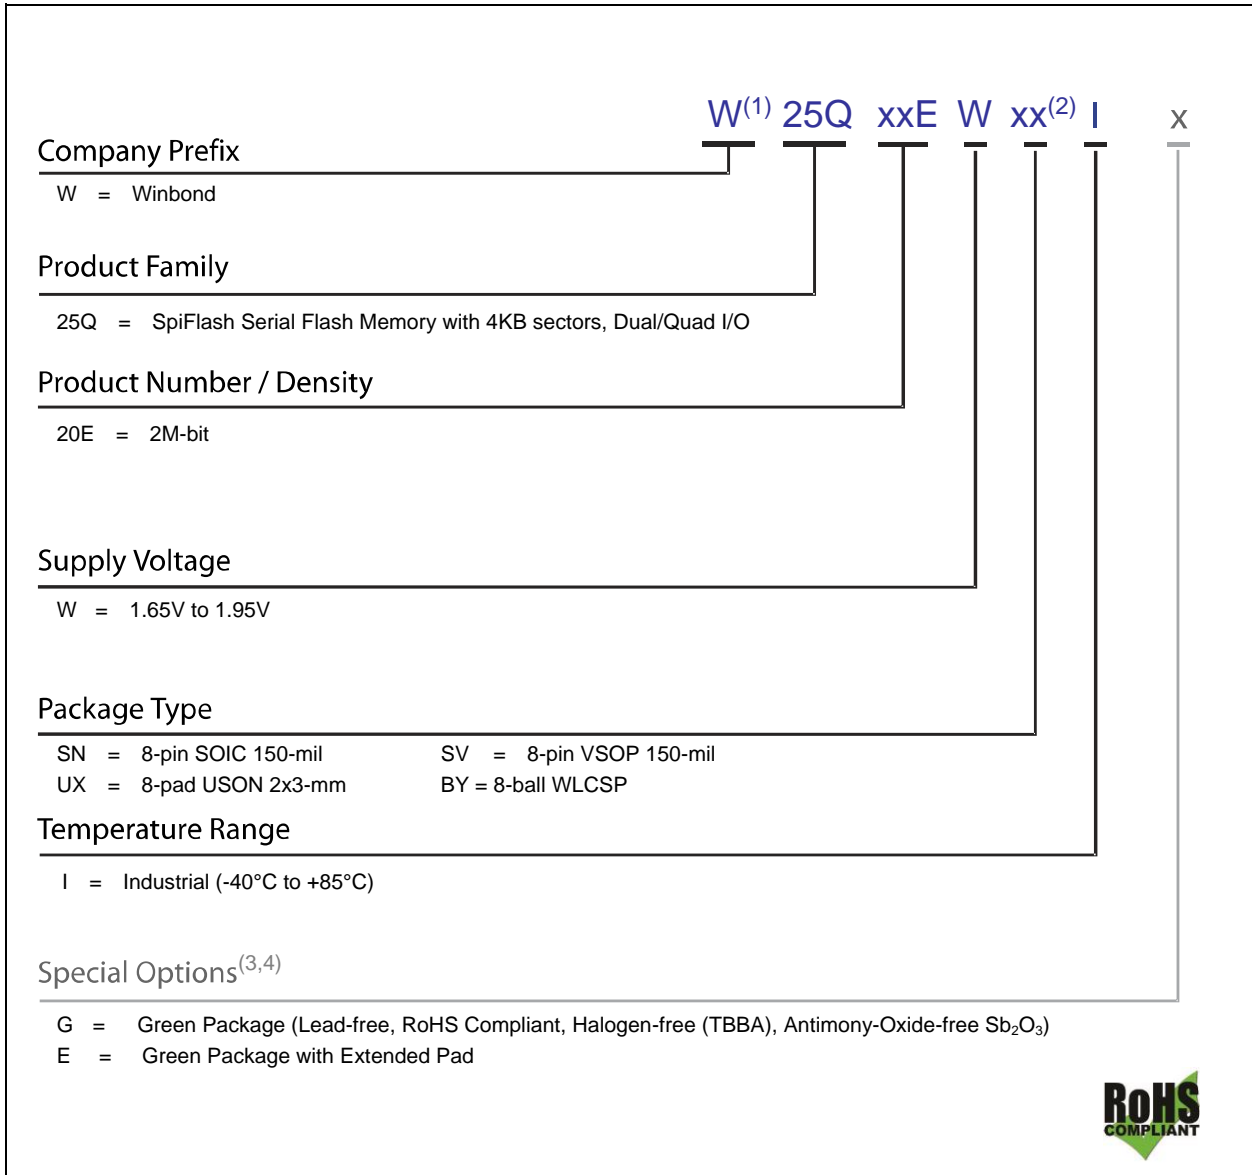 W(1) 25Q xxE W xx(2) I x
Company Prefix
W = Winbond
Product Family
25Q = SpiFlash Serial Flash Memory with 4KB sectors, Dual/Quad I/O
Product Number / Density
20E = 2M-bit
Supply Voltage
W = 1.65V to 1.95V
Package Type
SN = 8-pin SOIC 150-mil SV = 8-pin VSOP 150-mil
UX = 8-pad USON 2x3-mm BY = 8-ball WLCSP
Temperature Range
I = Industrial (-40°C to +85°C)
Special Options(3,4)
G = Green Package (Lead-free, RoHS Compliant, Halogen-free (TBBA), Antimony-Oxide-free Sb2O3)
E = Green Package with Extended Pad
RoHS
COMPLIANT